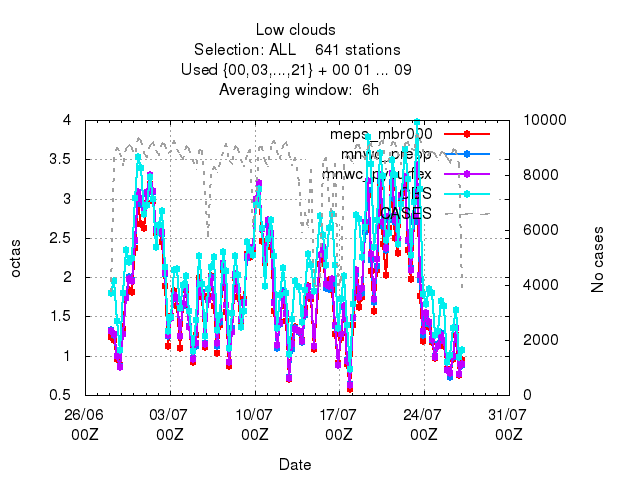 Low clouds
Selection: ALL 641 stations
Used {00,03,...,21} + 00 01 ... 09
Averaging window: 6h
octas
4
3.5
3
2.5
2
1.5
1
0.5
meps_mbr000
mnwc_prepp
CASES
10000
8000
6000
4000
2000
0
No cases
26/06 03/07 10/07 17/07 24/07 31/07
00Z 00Z 00Z 00Z 00Z 00Z
Date